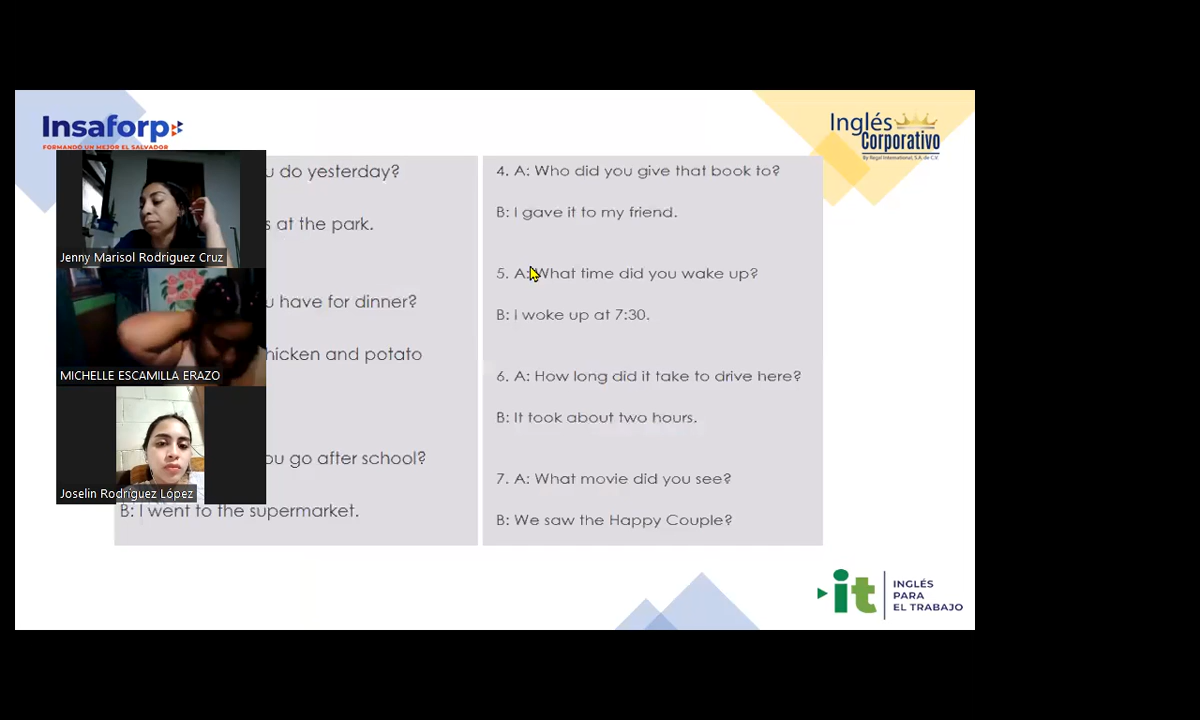 Insaforp
FORMANDO UN MEJOR EL SALVADOR
Inglés
Corporativo
By Regal International, S.A. de C.V.
Jenny Marisol Rodriguez Cruz
MICHELLE ESCAMILLA ERAZO
Joselin Rodríguez López
u do yesterday?
s at the park.
u have for dinner?
hicken and potato
ou go after school?
B: I went to the supermarket.
4. A: Who did you give that book to?
B: I gave it to my friend.
5. A: What time did you wake up?
B: I woke up at 7:30.
6. A: How long did it take to drive here?
B: It took about two hours.
7. A: What movie did you see?
B: We saw the Happy Couple?
it
INGLÉS
PARA
EL TRABAJO